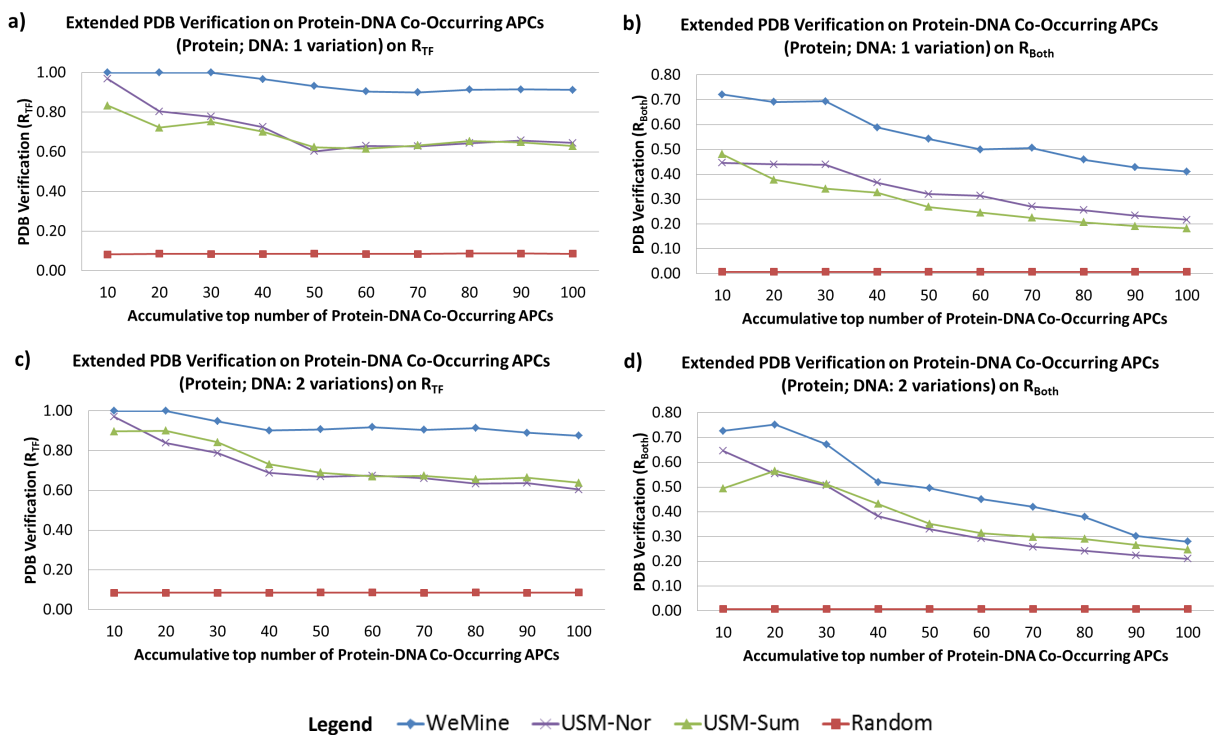 a)
Extended PDB Verification on Protein-DNA Co-Occurring APCs
(Protein; DNA: 1 variation) on RTF
PDB Verification (RTF)
1.00
0.80
0.60
0.40
0.20
0.00
10 20 30 40 50 60 70 80 90 100
Accumulative top number of Protein-DNA Co-Occurring APCs
b)
Extended PDB Verification on Protein-DNA Co-Occurring APCs
(Protein; DNA: 1 variation) on RBoth
PDB Verification (RBoth)
0.80
0.70
0.60
0.50
0.40
0.30
0.20
0.10
0.00
10 20 30 40 50 60 70 80 90 100
Accumulative top number of Protein-DNA Co-Occurring APCs
c)
Extended PDB Verification on Protein-DNA Co-Occurring APCs
(Protein; DNA: 2 variations) on RTF
PDB Verification (RTF)
1.00
0.80
0.60
0.40
0.20
0.00
10 20 30 40 50 60 70 80 90 100
Accumulative top number of Protein-DNA Co-Occurring APCs
d)
Extended PDB Verification on Protein-DNA Co-Occurring APCs
(Protein; DNA: 2 variations) on RBoth
PDB Verification (RBoth)
0.80
0.70
0.60
0.50
0.40
0.30
0.20
0.10
0.00
10 20 30 40 50 60 70 80 90 100
Accumulative top number of Protein-DNA Co-Occurring APCs
Legend WeMine USM-Nor USM-Sum Random